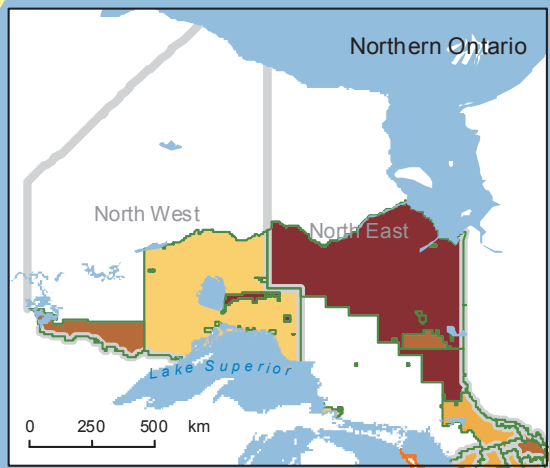 Northern Ontario
North West
North East
Lake Superior
0 250 500 km